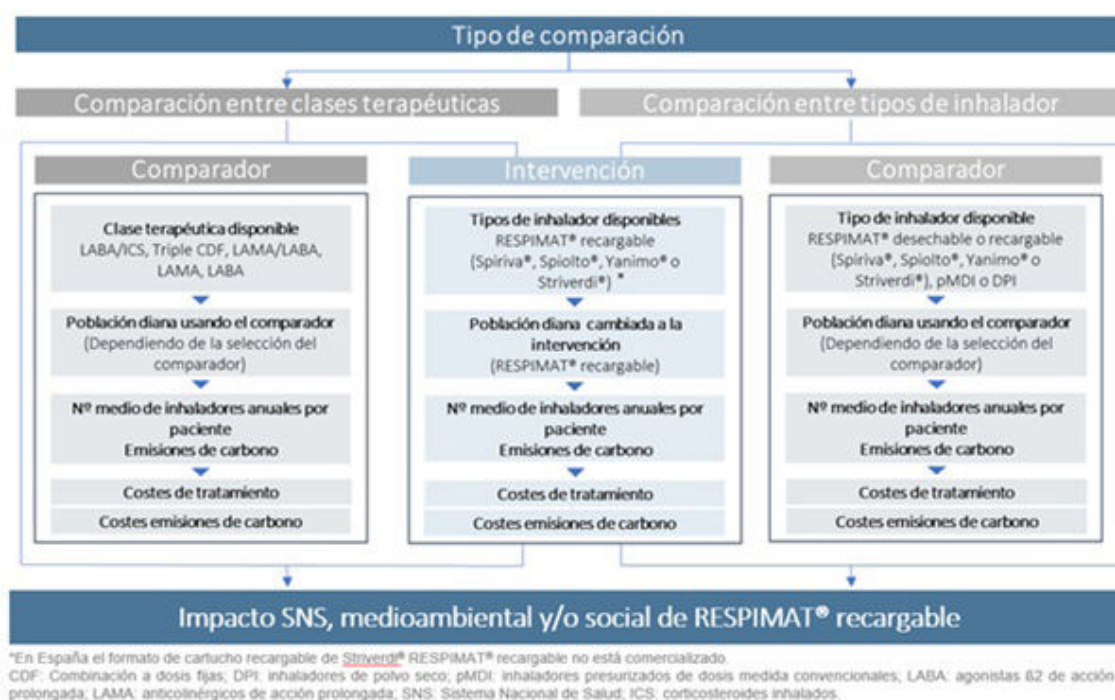 Tipo de comparación
Comparación entre clases terapéuticas
Comparación entre tipos de inhalador
Comparador
Clase terapéutica disponible
LABA/ICS, Triple CDF, LAMA/LABA,
LAMA, LABA
Población diana usando el comparador
(Dependiendo de la selección del
comparador)
Nº medio de inhaladores anuales por
paciente
Emisiones de carbono
Costes de tratamiento
Costes emisiones de carbono
Intervención
Tipos de inhalador disponibles
RESPIMAT® recargable
(Spiriva®, Spiolto®, Yanimo® o
Striverdi®) *
Población diana cambiada a la
intervención
(RESPIMAT® recargable)
Nº medio de inhaladores anuales por
paciente
Emisiones de carbono
Costes de tratamiento
Costes emisiones de carbono
Comparador
Tipo de inhalador disponible
RESPIMAT® desechable o recargable
(Spiriva®, Spiolto®, Yanimo® o
Striverdi®), pMDI o DPI
Población diana usando el comparador
(Dependiendo de la selección del
comparador)
Nº medio de inhaladores anuales por
paciente
Emisiones de carbono
Costes de tratamiento
Costes emisiones de carbono
Impacto SNS, medioambiental y/o social de RESPIMAT® recargable
*En España el formato de cartucho recargable de Striverdi® RESPIMAT® recargable no está comercializado.
CDF: Combinación a dosis fijas; DPI: inhaladores de polvo seco; pMDI: inhaladores presurizados de dosis medida convencionales; LABA: agonistas ß2 de acción
prolongada; LAMA: anticolinérgicos de acción prolongada; SNS: Sistema Nacional de Salud; ICS: corticosteroides inhalados.